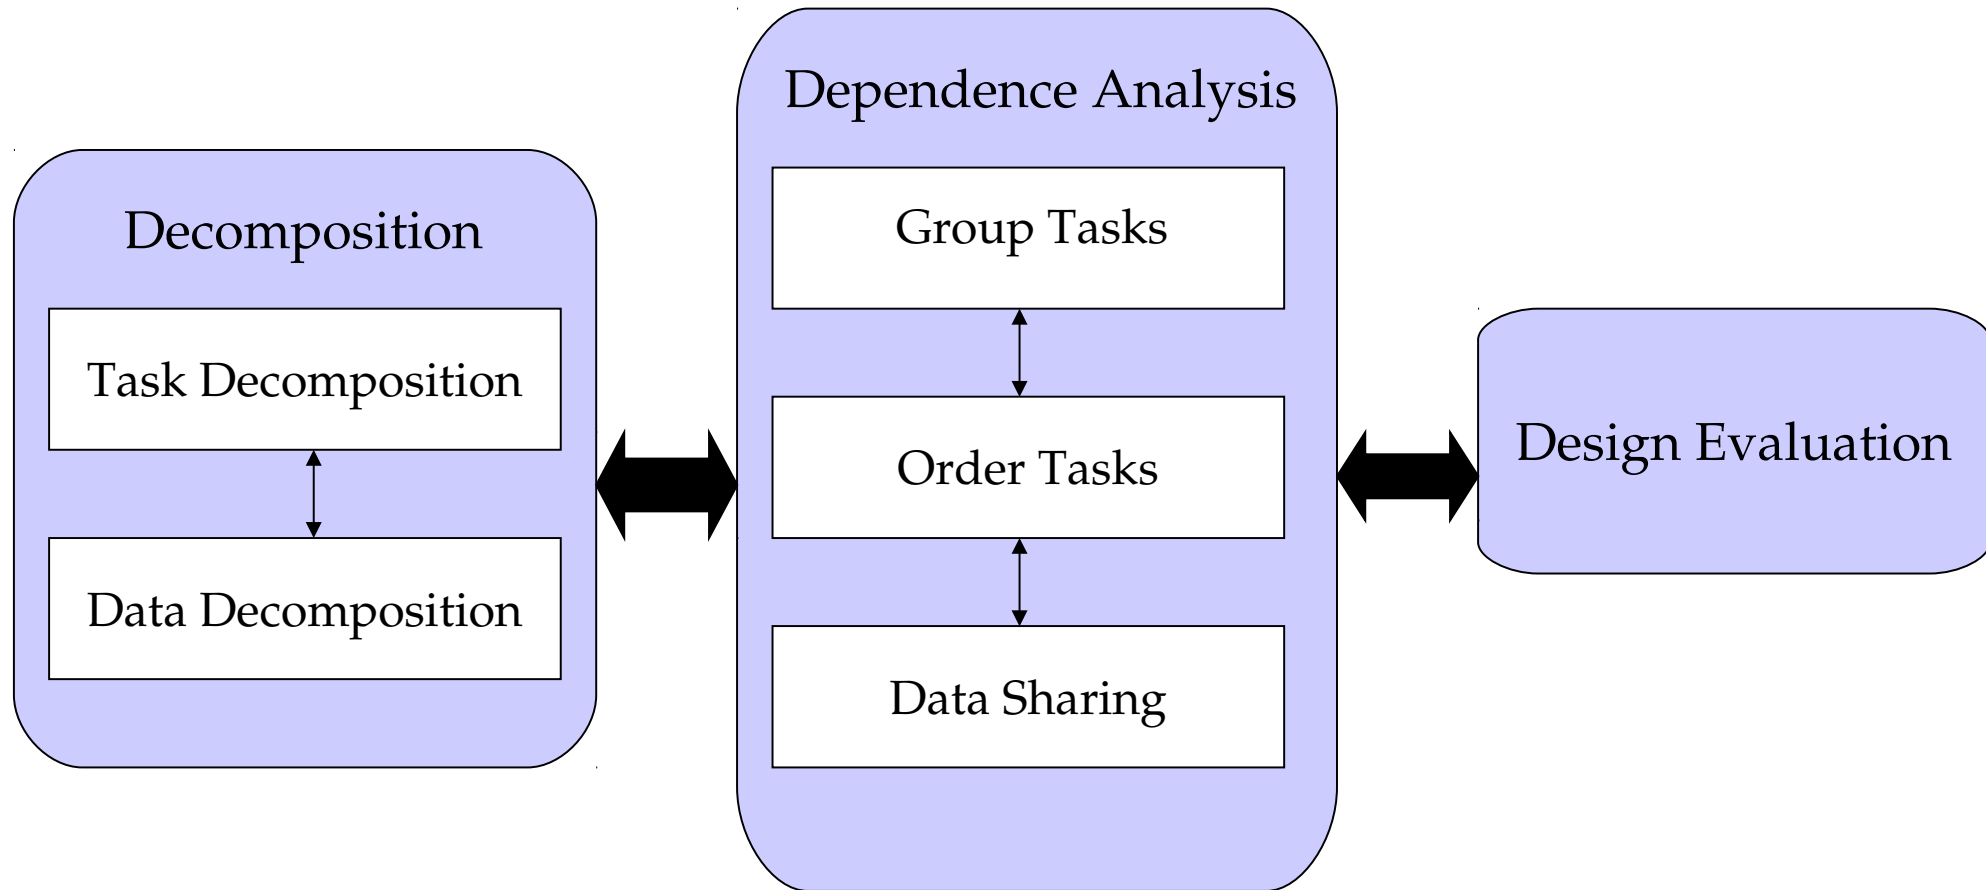 Decomposition
Task Decomposition
Data Decomposition
Dependence Analysis
Group Tasks
Order Tasks
Data Sharing
Design Evaluation